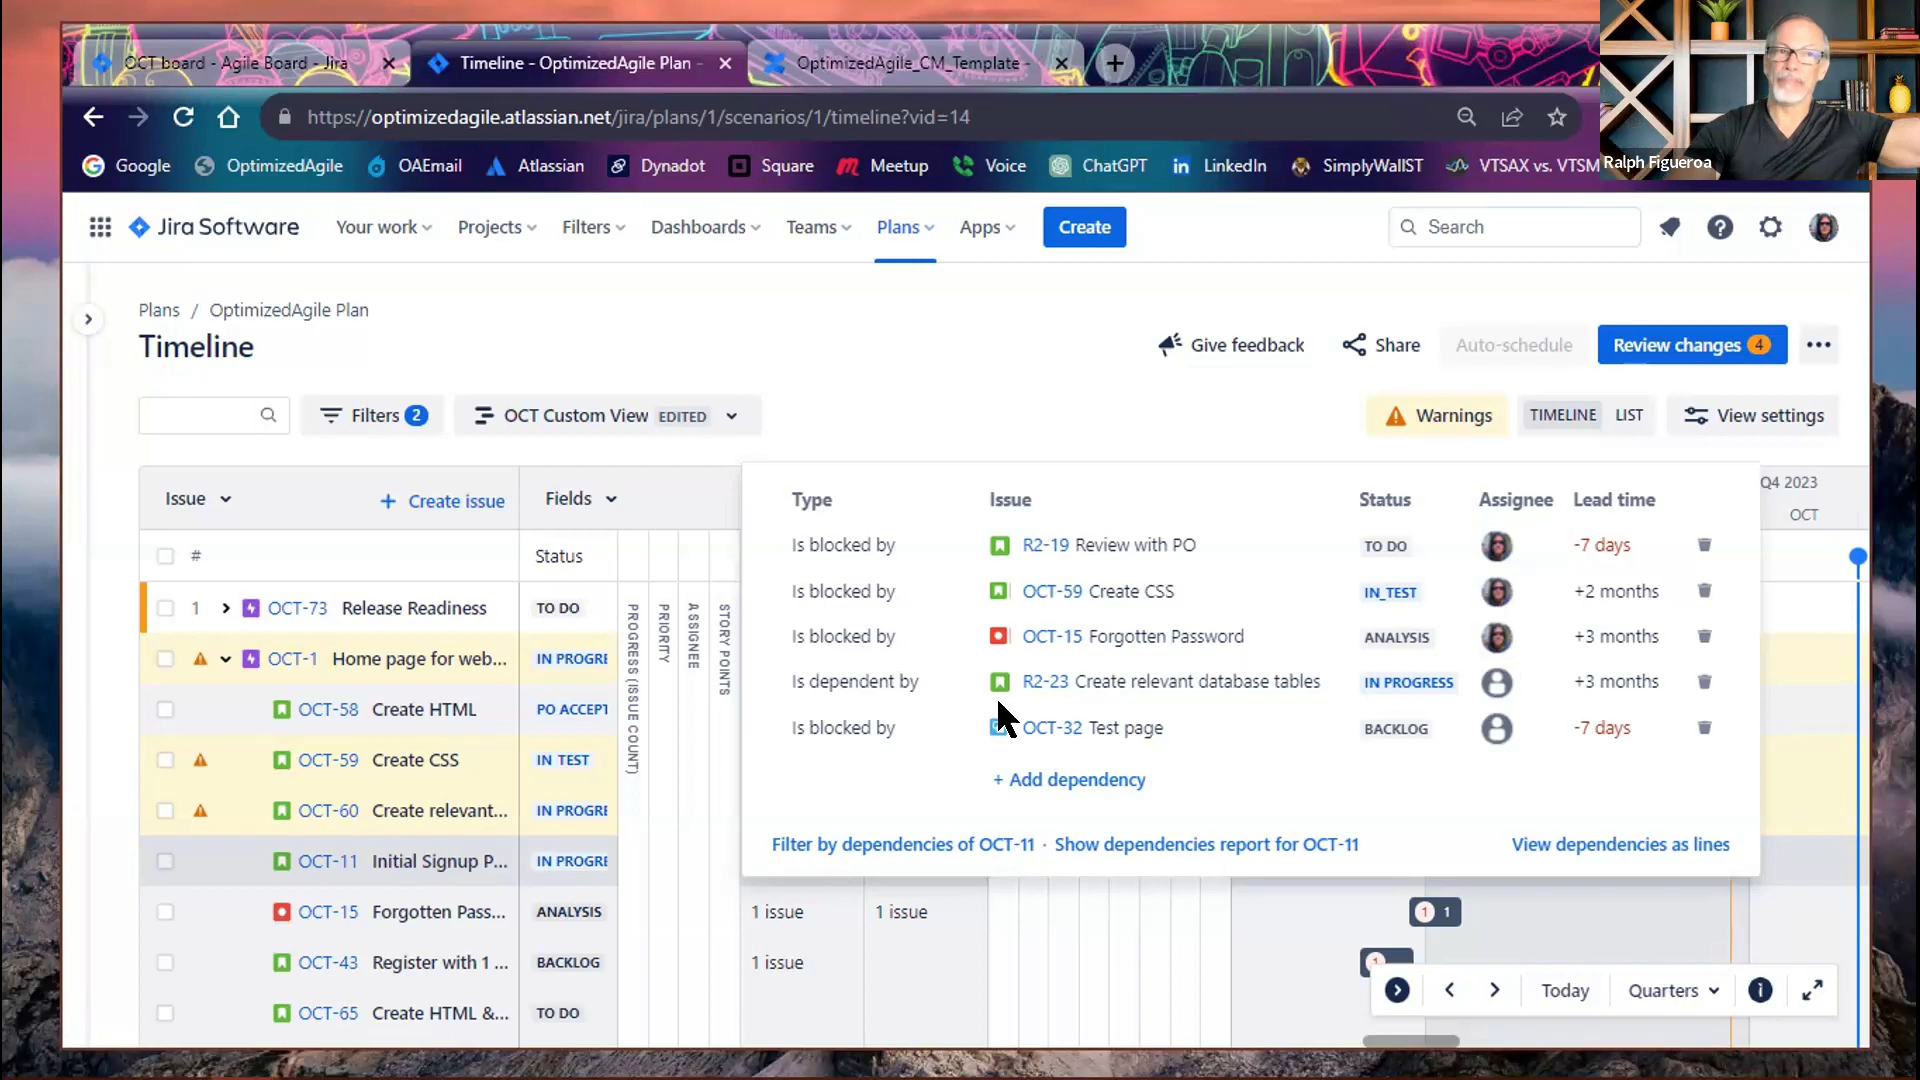 OCT board - Agile Board - Jira
Timeline - OptimizedAgile Plan -
OptimizedAgile_CM_Template -
https://optimizedagile.atlassian.net/jira/plans/1/scenarios/1/timeline?vid=14
Google OptimizedAgile OAEmail Atlassian Dynadot Square Meetup Voice ChatGPT LinkedIn SimplyWallST VTSAX vs. VTSM
Ralph Figueroa
Jira Software Your work Projects Filters Dashboards Teams Plans Apps Create Search
Plans / OptimizedAgile Plan
Timeline
Give feedback Share Auto-schedule Review changes 4
Filters 2 OCT Custom View EDITED Warnings TIMELINE LIST View settings
Issue + Create issue Fields
# Status
1 OCT-73 Release Readiness TO DO
OCT-1 Home page for web... IN PROGRE
OCT-58 Create HTML PO ACCEPT
OCT-59 Create CSS IN TEST
OCT-60 Create relevant... IN PROGRE
OCT-11 Initial Signup P... IN PROGRE
OCT-15 Forgotten Pass... ANALYSIS 1 issue 1 issue 1 1
OCT-43 Register with 1 ... BACKLOG 1 issue 1
OCT-65 Create HTML &... TO DO
PROGRESS (ISSUE COUNT)
PRIORITY
ASSIGNEE
STORY POINTS
Type Issue Status Assignee Lead time
Is blocked by R2-19 Review with PO TO DO -7 days
Is blocked by OCT-59 Create CSS IN_TEST +2 months
Is blocked by OCT-15 Forgotten Password ANALYSIS +3 months
Is dependent by R2-23 Create relevant database tables IN PROGRESS +3 months
Is blocked by OCT-32 Test page BACKLOG -7 days
+ Add dependency
Filter by dependencies of OCT-11 · Show dependencies report for OCT-11 View dependencies as lines
Q4 2023
OCT
Today Quarters